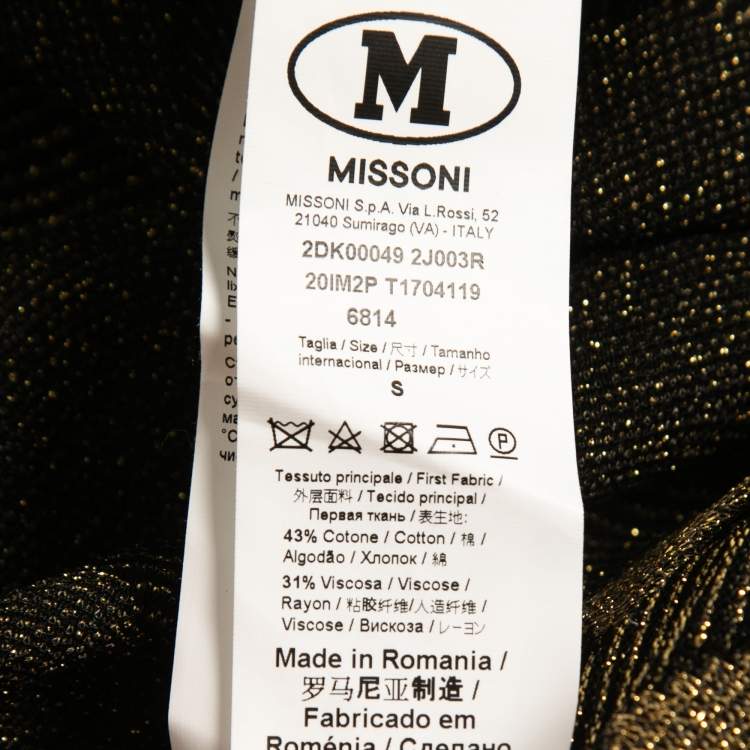 M
MISSONI
MISSONI S.p.A. Via L.Rossi, 52
21040 Sumirago (VA) - ITALY
2DK00049 2J003R
20IM2P T1704119
6814
Taglia / Size / 尺寸 / Tamanho
internacional / Размер / サイズ
S
P
Tessuto principale / First Fabric /
外层面料 / Tecido principal /
Первая ткань / 表生地:
43% Cotone / Cotton / 棉 /
Algodão / Хлопок / 綿
31% Viscosa / Viscose /
Rayon / 粘胶纤维/人造纤维/
Viscose / Вискоза / レーヨン
Made in Romania /
罗马尼亚制造 /
Fabricado em
Roménia / Сделано